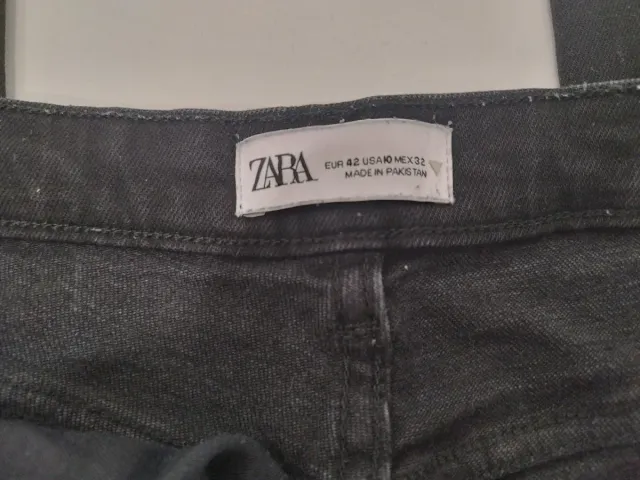 ZARA
EUR 42 USA 10 MEX 32
MADE IN PAKISTAN